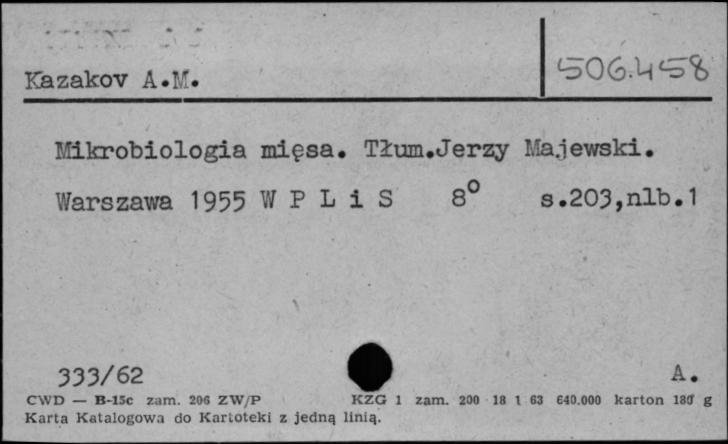 506.458
Kazakov A.M.
Mikrobiologia mięsa. Tłum.Jerzy Majewski.
Warszawa 1955 W P L i S 8° s.203,nlb.1
333/62 A.
CWD — B-15c zam. 206 ZW/P KZG 1 zam. 200 18 1 63 640.000 karton 180 g
Karta Katalogowa do Kartoteki z jedną linią.